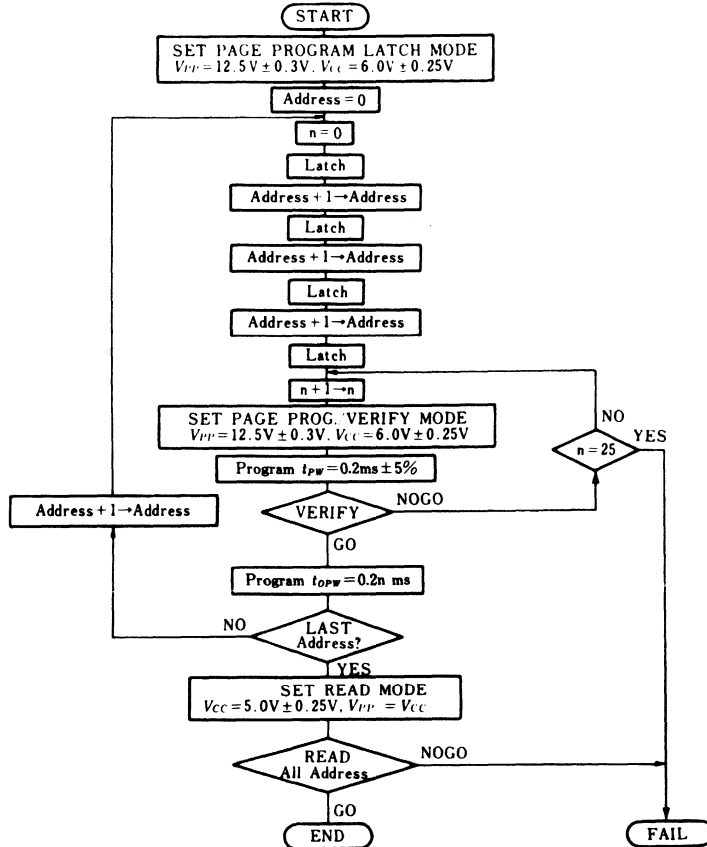 START
SET PAGE PROGRAM LATCH MODE
VPP = 12.5V ± 0.3V. VCC = 6.0V ± 0.25V
Address = 0
n = 0
Latch
Address + 1 → Address
Latch
Address + 1 → Address
Latch
Address + 1 → Address
Latch
n + 1 → n
SET PAGE PROG. VERIFY MODE
VPP = 12.5V ± 0.3V. VCC = 6.0V ± 0.25V
NO
YES
n = 25
Program tPW = 0.2ms ± 5%
Address + 1 → Address
VERIFY
NOGO
GO
Program tOPW = 0.2n ms
NO
LAST
Address?
YES
SET READ MODE
VCC = 5.0V ± 0.25V, VPP = VCC
READ
All Address
NOGO
GO
END
FAIL